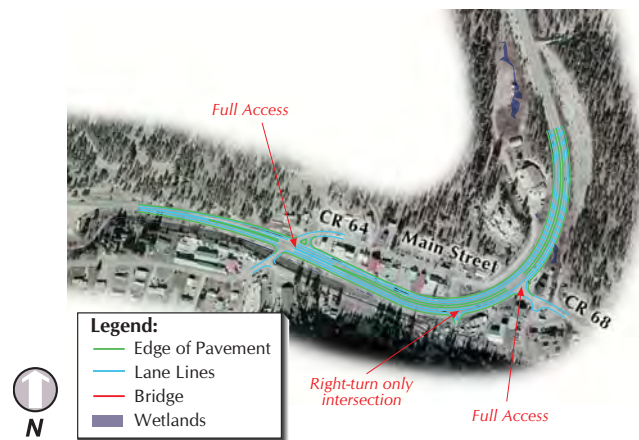 Full Access
CR 64
Main Street
CR 68
Legend:
Edge of Pavement
Lane Lines
Bridge
Wetlands
Right-turn only
intersection
Full Access
N